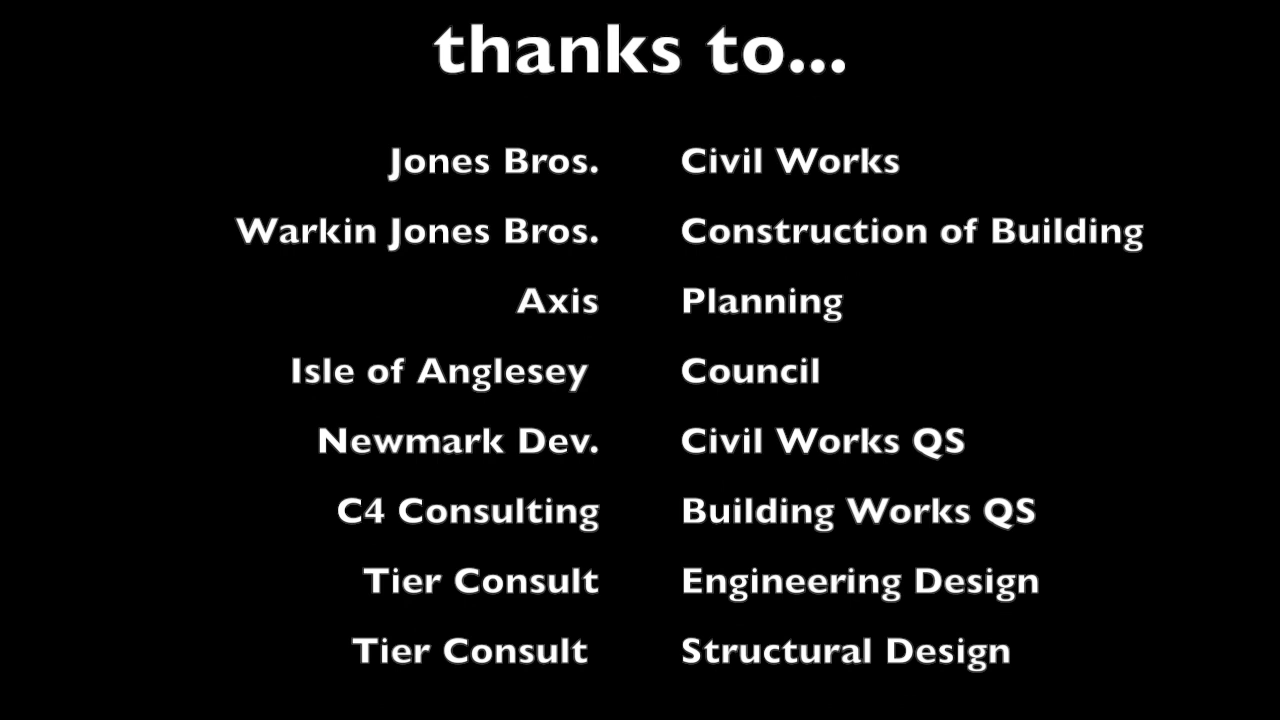 thanks to...
Jones Bros. Civil Works
Warkin Jones Bros. Construction of Building
Axis Planning
Isle of Anglesey Council
Newmark Dev. Civil Works QS
C4 Consulting Building Works QS
Tier Consult Engineering Design
Tier Consult Structural Design